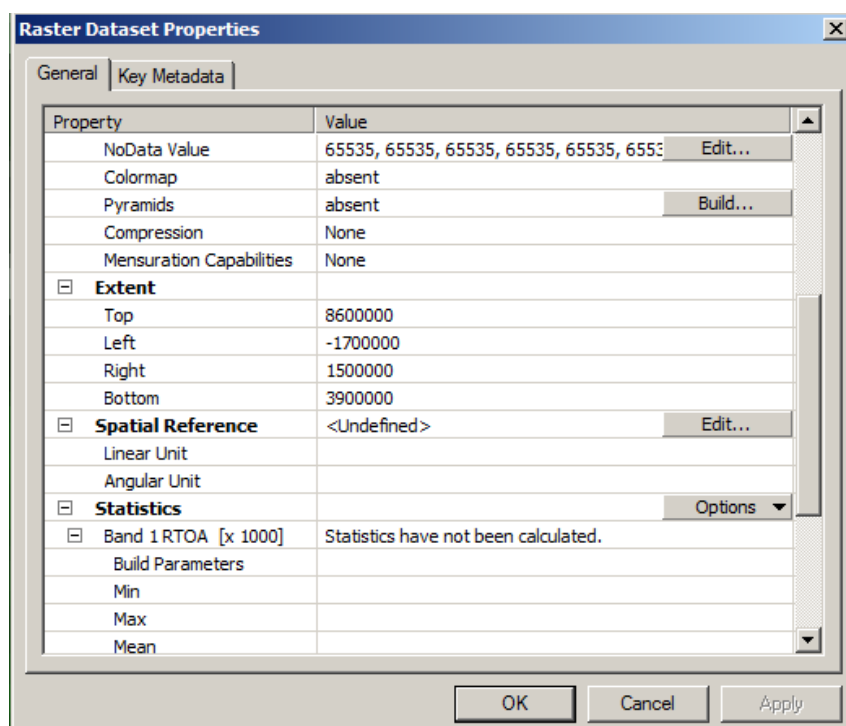 Raster Dataset Properties
General Key Metadata
Property Value
NoData Value 65535, 65535, 65535, 65535, 65535, 6553 Edit...
Colormap absent
Pyramids absent Build...
Compression None
Mensuration Capabilities None
Extent
Top 8600000
Left -1700000
Right 1500000
Bottom 3900000
Spatial Reference <Undefined> Edit...
Linear Unit
Angular Unit
Statistics Options
Band 1 RTOA [x 1000] Statistics have not been calculated.
Build Parameters
Min
Max
Mean
OK Cancel Apply